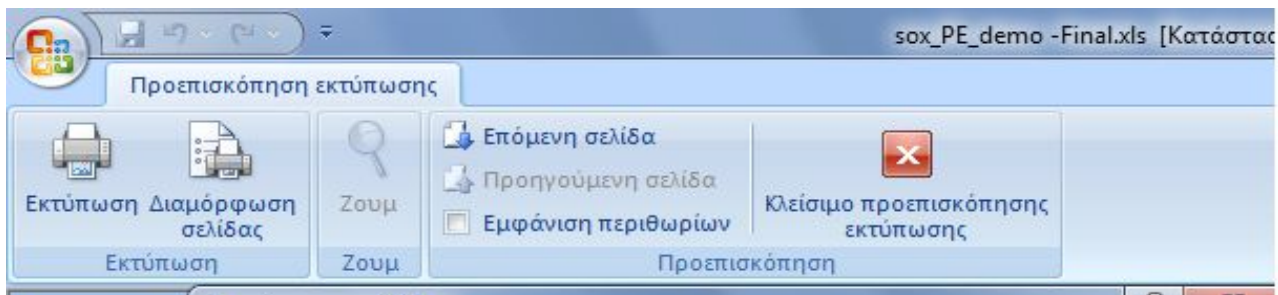 sox_PE_demo -Final.xls [Κατάστας
Προεπισκόπηση εκτύπωσης
Εκτύπωση
Διαμόρφωση
σελίδας
Ζουμ
Επόμενη σελίδα
Προηγούμενη σελίδα
Εμφάνιση περιθωρίων
Κλείσιμο προεπισκόπησης
εκτύπωσης
Εκτύπωση
Ζουμ
Προεπισκόπηση